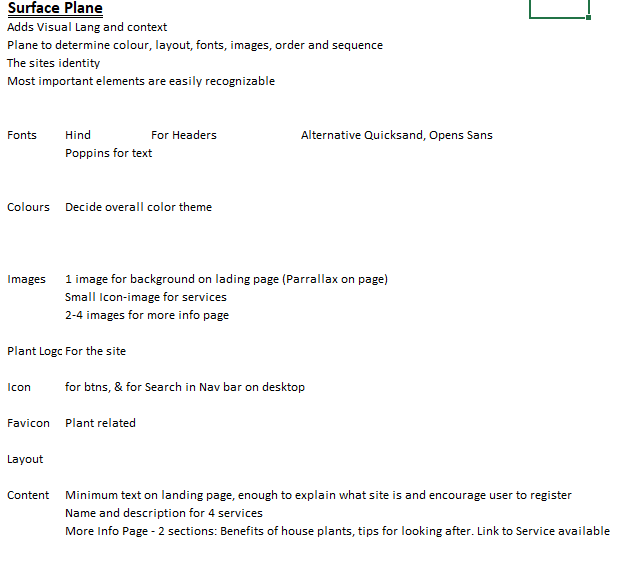 Surface Plane
Adds Visual Lang and context
Plane to determine colour, layout, fonts, images, order and sequence
The sites identity
Most important elements are easily recognizable
Fonts Hind For Headers Alternative Quicksand, Opens Sans
Poppins for text
Colours Decide overall color theme
Images 1 image for background on lading page (Parrallax on page)
Small Icon-image for services
2-4 images for more info page
Plant Logo For the site
Icon for btns, & for Search in Nav bar on desktop
Favicon Plant related
Layout
Content Minimum text on landing page, enough to explain what site is and encourage user to register
Name and description for 4 services
More Info Page - 2 sections: Benefits of house plants, tips for looking after. Link to Service available